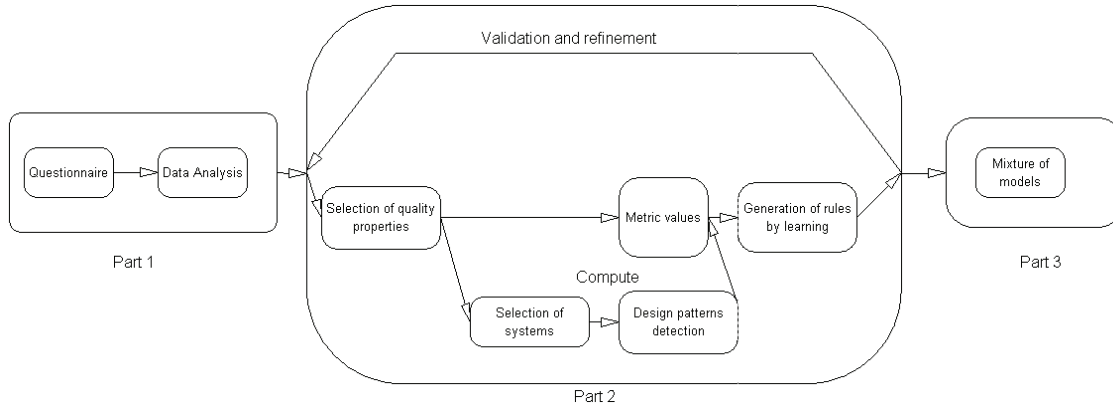 Validation and refinement
Questionnaire
Data Analysis
Part 1
Selection of quality
properties
Metric values
Generation of rules
by learning
Compute
Selection of
systems
Design patterns
detection
Part 2
Mixture of
models
Part 3